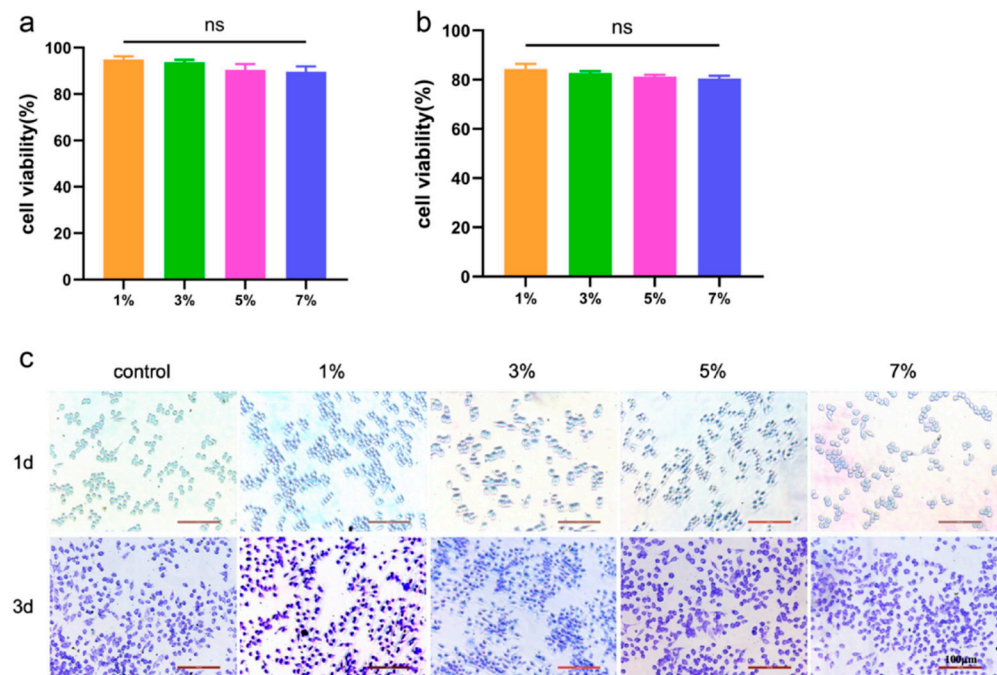 a
ns
cell viability(%)
100
80
60
40
20
0
1% 3% 5% 7%
b
ns
cell viability(%)
100
80
60
40
20
0
1% 3% 5% 7%
c
control 1% 3% 5% 7%
1d
3d
100μm